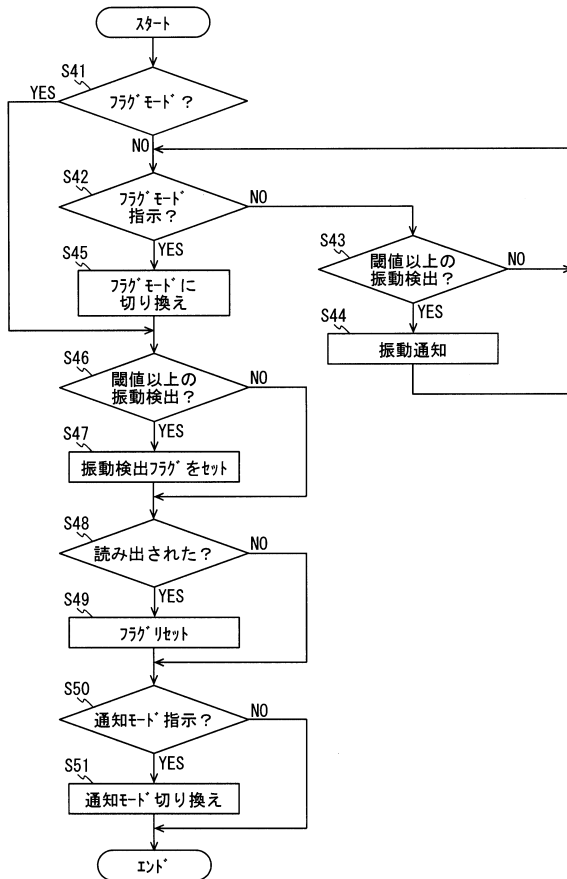 スタート
S41
YES
フラグモード？
NO
S42
フラグモード
指示？
NO
YES
S43
閾値以上の
振動検出？
NO
YES
S44
振動通知
S45
フラグモードに
切り換え
S46
閾値以上の
振動検出？
NO
YES
S47
振動検出フラグをセット
S48
読み出された？
NO
YES
S49
フラグリセット
S50
通知モード指示？
NO
YES
S51
通知モード切り換え
エンド